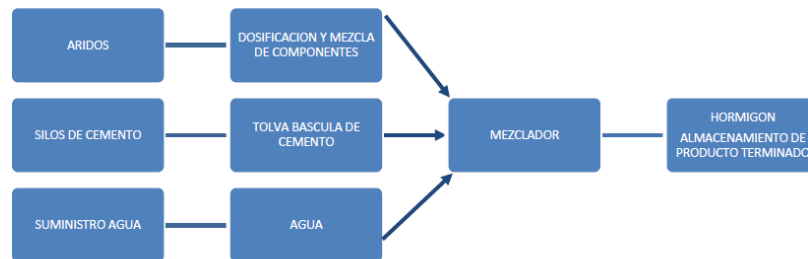 ARIDOS
DOSIFICACION Y MEZCLA
DE COMPONENTES
SILOS DE CEMENTO
TOLVA BASCULA DE
CEMENTO
MEZCLADOR
HORMIGON
ALMACENAMIENTO DE
PRODUCTO TERMINADO
SUMINISTRO AGUA
AGUA